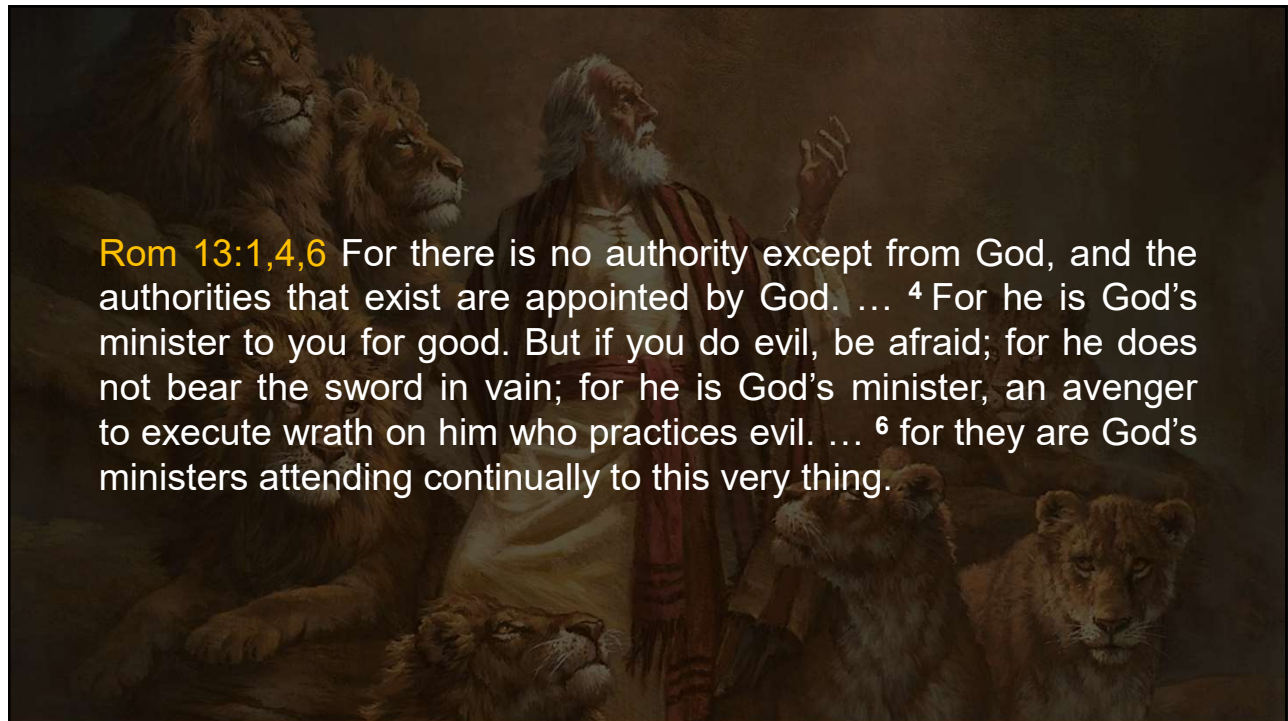 Rom 13:1,4,6 For there is no authority except from God, and the
authorities that exist are appointed by God. … ⁴ For he is God’s
minister to you for good. But if you do evil, be afraid; for he does
not bear the sword in vain; for he is God’s minister, an avenger
to execute wrath on him who practices evil. … ⁶ for they are God’s
ministers attending continually to this very thing.